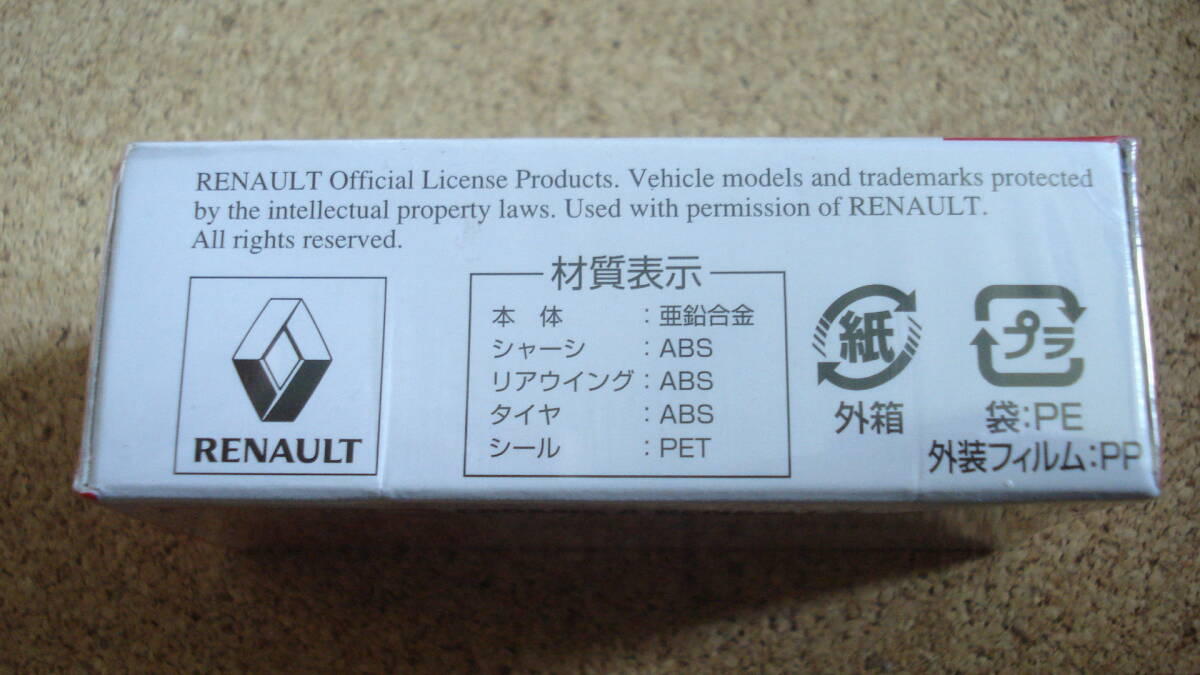 RENAULT Official License Products. Vehicle models and trademarks protected
by the intellectual property laws. Used with permission of RENAULT.
All rights reserved.
RENAULT
材質表示
本 体 : 亜鉛合金
シャーシ : ABS
リアウイング : ABS
タイヤ : ABS
シール : PET
紙
外箱
プラ
袋:PE
外装フィルム:PP